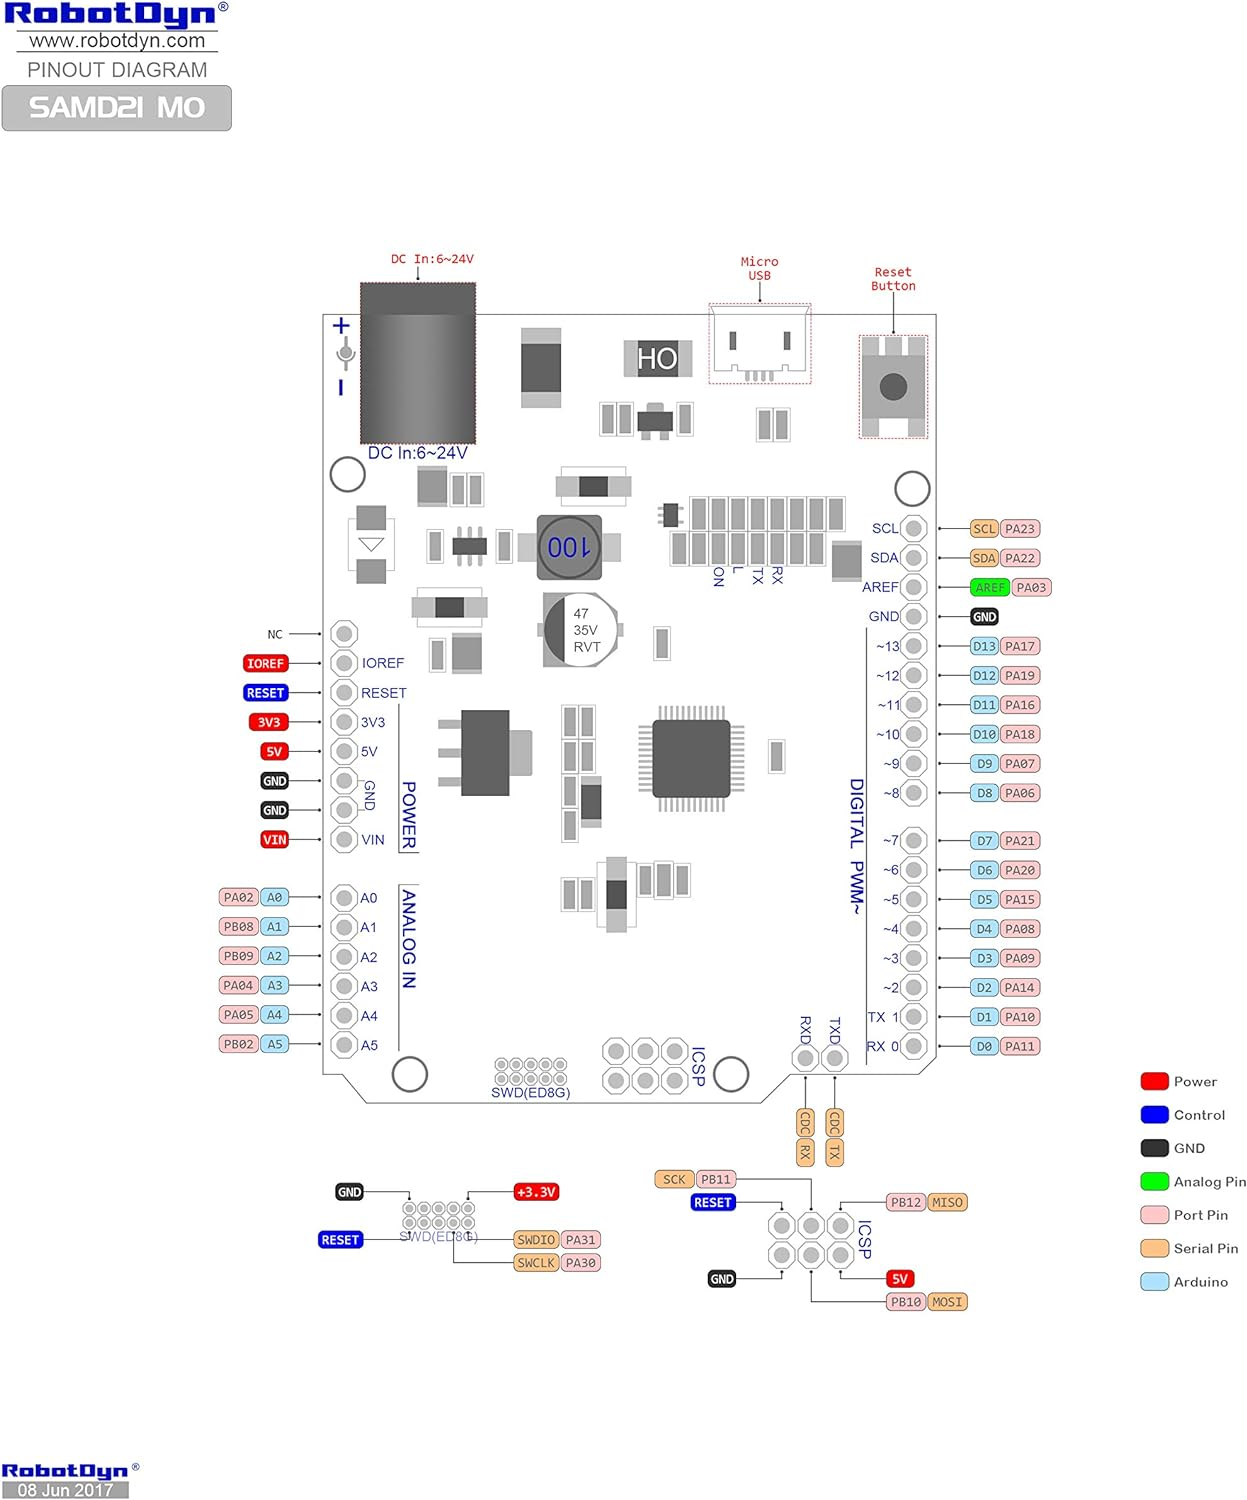 RobotDyn®
www.robotdyn.com
PINOUT DIAGRAM
SAMD21 M0
DC In:6~24V
Micro
USB
Reset
Button
+
-
HO
DC In:6~24V
100
47
35V
RVT
ON
L
TX
RX
NC
IOREF IOREF
RESET RESET
3V3 3V3
5V 5V
GND
GND
GND
VIN VIN
POWER
PA02 A0 A0
PB08 A1 A1
PB09 A2 A2
PA04 A3 A3
PA05 A4 A4
PB02 A5 A5
ANALOG IN
SCL SCL PA23
SDA SDA PA22
AREF AREF PA03
GND GND
~13 D13 PA17
~12 D12 PA19
~11 D11 PA16
~10 D10 PA18
~9 D9 PA07
~8 D8 PA06
~7 D7 PA21
~6 D6 PA20
~5 D5 PA15
~4 D4 PA08
~3 D3 PA09
~2 D2 PA14
TX 1 D1 PA10
RX 0 D0 PA11
DIGITAL PWM~
RXD
TXD
SWD(ED8G)
ICSP
CDC RX
CDC TX
GND
+3.3V
RESET
SWD(ED8G)
SWDIO PA31
SWCLK PA30
SCK PB11
RESET
PB12 MISO
ICSP
GND
5V
PB10 MOSI
Power
Control
GND
Analog Pin
Port Pin
Serial Pin
Arduino
RobotDyn®
08 Jun 2017